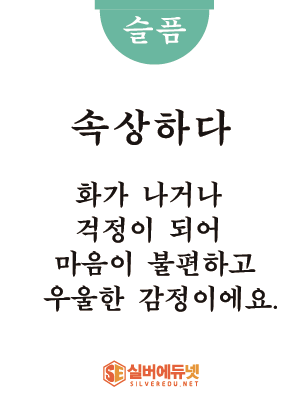 슬픔
속상하다
화가 나거나
걱정이 되어
마음이 불편하고
우울한 감정이에요.
SE 실버에듀넷
SILVEREDU.NET